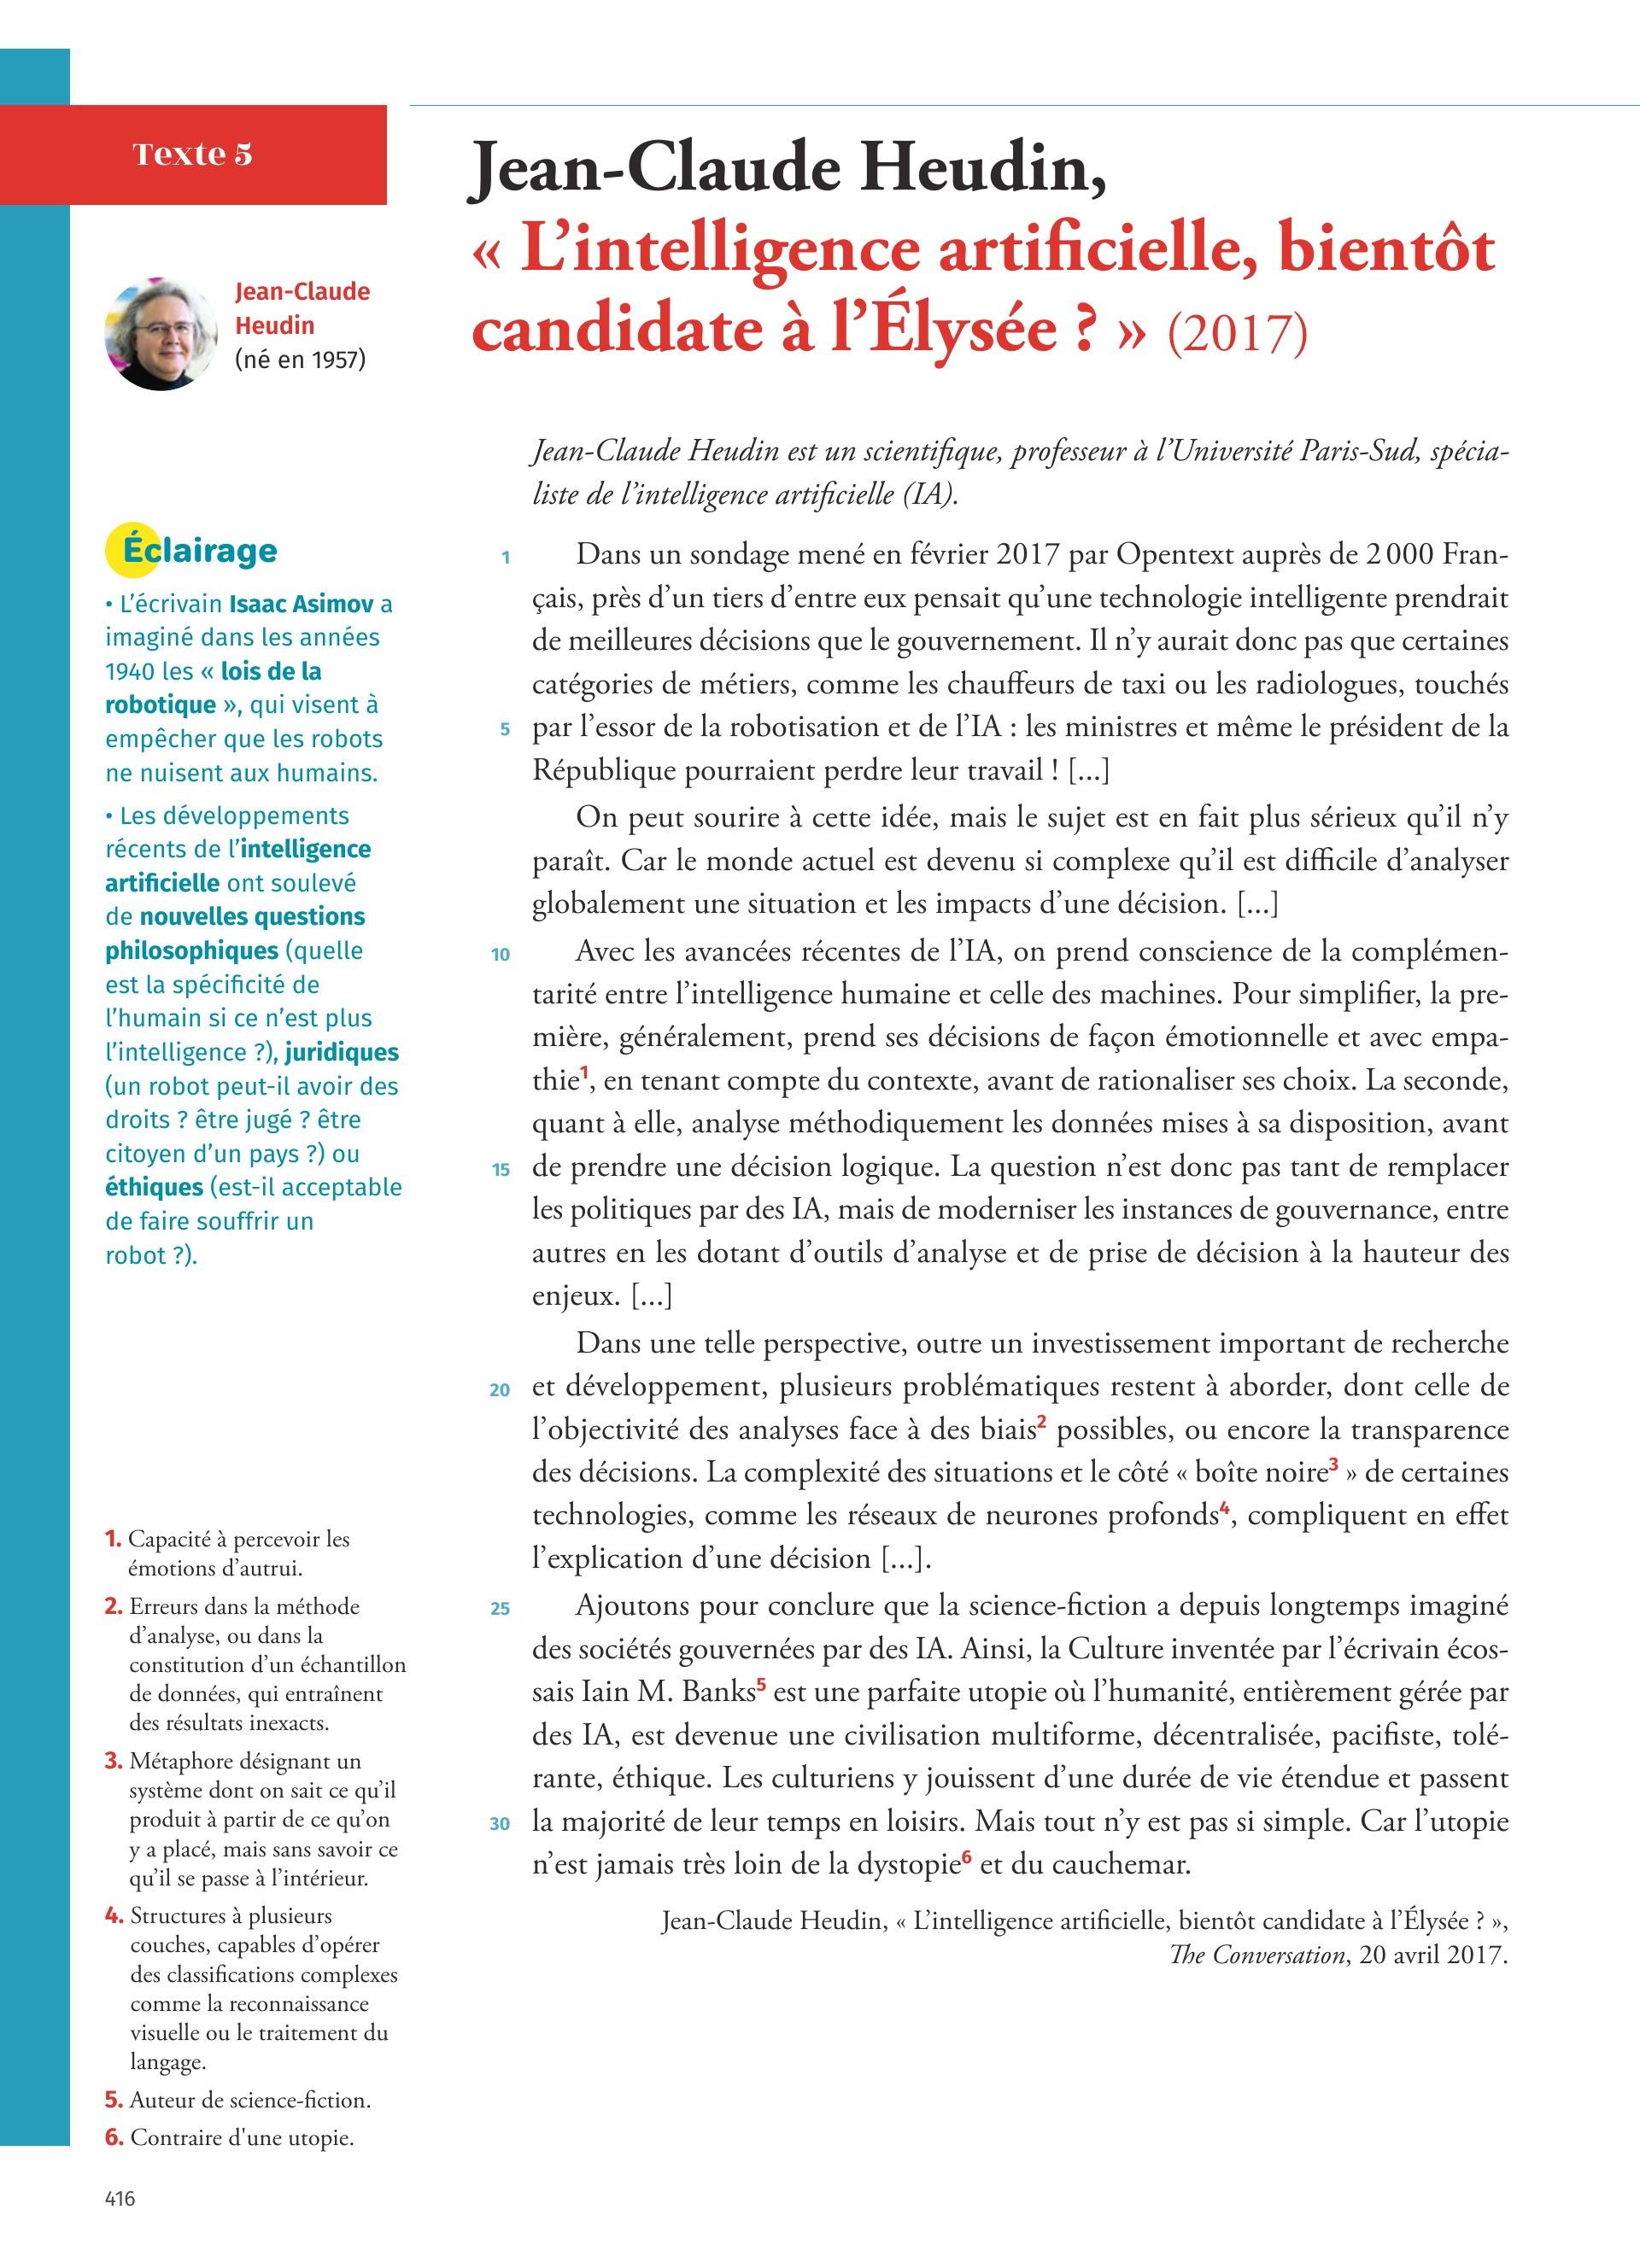 Texte 5
Jean-Claude Heudin,
« L’intelligence artificielle, bientôt
candidate à l’Élysée ? » (2017)
Jean-Claude
Heudin
(né en 1957)
Éclairage
• L’écrivain Isaac Asimov a
imaginé dans les années
1940 les « lois de la
robotique », qui visent à
empêcher que les robots
ne nuisent aux humains.
• Les développements
récents de l’intelligence
artificielle ont soulevé
de nouvelles questions
philosophiques (quelle
est la spécificité de
l’humain si ce n’est plus
l’intelligence ?), juridiques
(un robot peut-il avoir des
droits ? être jugé ? être
citoyen d’un pays ?) ou
éthiques (est-il acceptable
de faire souffrir un
robot ?).
Jean-Claude Heudin est un scientifique, professeur à l’Université Paris-Sud, spécia-
liste de l’intelligence artificielle (IA).
1 Dans un sondage mené en février 2017 par Opentext auprès de 2 000 Fran-
çais, près d’un tiers d’entre eux pensait qu’une technologie intelligente prendrait
de meilleures décisions que le gouvernement. Il n’y aurait donc pas que certaines
catégories de métiers, comme les chauffeurs de taxi ou les radiologues, touchés
5 par l’essor de la robotisation et de l’IA : les ministres et même le président de la
République pourraient perdre leur travail ! [...]
On peut sourire à cette idée, mais le sujet est en fait plus sérieux qu’il n’y
paraît. Car le monde actuel est devenu si complexe qu’il est difficile d’analyser
globalement une situation et les impacts d’une décision. [...]
10 Avec les avancées récentes de l’IA, on prend conscience de la complémen-
tarité entre l’intelligence humaine et celle des machines. Pour simplifier, la pre-
mière, généralement, prend ses décisions de façon émotionnelle et avec empa-
thie1, en tenant compte du contexte, avant de rationaliser ses choix. La seconde,
quant à elle, analyse méthodiquement les données mises à sa disposition, avant
15 de prendre une décision logique. La question n’est donc pas tant de remplacer
les politiques par des IA, mais de moderniser les instances de gouvernance, entre
autres en les dotant d’outils d’analyse et de prise de décision à la hauteur des
enjeux. [...]
Dans une telle perspective, outre un investissement important de recherche
20 et développement, plusieurs problématiques restent à aborder, dont celle de
l’objectivité des analyses face à des biais2 possibles, ou encore la transparence
des décisions. La complexité des situations et le côté « boîte noire3 » de certaines
technologies, comme les réseaux de neurones profonds4, compliquent en effet
l’explication d’une décision [...].
25 Ajoutons pour conclure que la science-fiction a depuis longtemps imaginé
des sociétés gouvernées par des IA. Ainsi, la Culture inventée par l’écrivain écos-
sais Iain M. Banks5 est une parfaite utopie où l’humanité, entièrement gérée par
des IA, est devenue une civilisation multiforme, décentralisée, pacifiste, tolé-
rante, éthique. Les culturiens y jouissent d’une durée de vie étendue et passent
30 la majorité de leur temps en loisirs. Mais tout n’y est pas si simple. Car l’utopie
n’est jamais très loin de la dystopie6 et du cauchemar.
Jean-Claude Heudin, « L’intelligence artificielle, bientôt candidate à l’Élysée ? »,
The Conversation, 20 avril 2017.
1. Capacité à percevoir les
émotions d’autrui.
2. Erreurs dans la méthode
d’analyse, ou dans la
constitution d’un échantillon
de données, qui entraînent
des résultats inexacts.
3. Métaphore désignant un
système dont on sait ce qu’il
produit à partir de ce qu’on
y a placé, mais sans savoir ce
qu’il se passe à l’intérieur.
4. Structures à plusieurs
couches, capables d’opérer
des classifications complexes
comme la reconnaissance
visuelle ou le traitement du
langage.
5. Auteur de science-fiction.
6. Contraire d'une utopie.
416